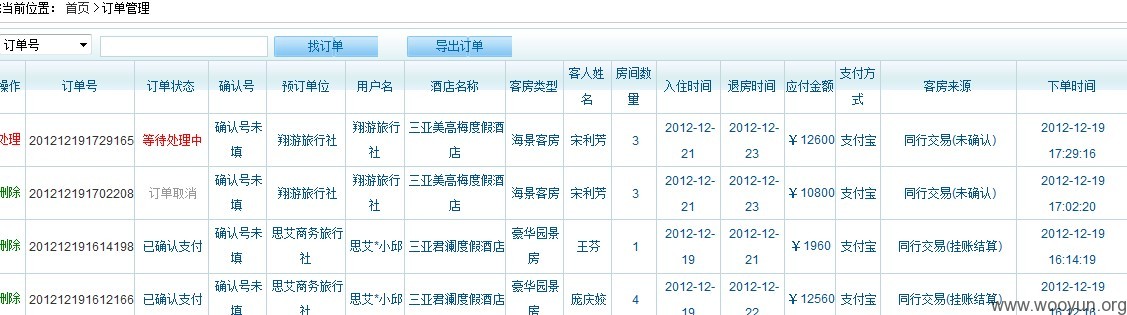 当前位置： 首页 >订单管理
订单号 找订单 导出订单
操作 订单号 订单状态 确认号 预订单位 用户名 酒店名称 客房类型 客人姓名 房间数量 入住时间 退房时间 应付金额 支付方式 客房来源 下单时间
处理 201212191729165 等待处理中 确认号未填 翔游旅行社 翔游旅行社 三亚美高梅度假酒店 海景客房 宋利芳 3 2012-12-21 2012-12-23 ￥12600 支付宝 同行交易(未确认) 2012-12-19 17:29:16
删除 201212191702208 订单取消 确认号未填 翔游旅行社 翔游旅行社 三亚美高梅度假酒店 海景客房 宋利芳 3 2012-12-21 2012-12-23 ￥10800 支付宝 同行交易(未确认) 2012-12-19 17:02:20
删除 201212191614198 已确认支付 确认号未填 思艾商务旅行社 思艾*小邱 三亚君澜度假酒店 豪华园景房 王芬 1 2012-12-19 2012-12-21 ￥1960 支付宝 同行交易(挂账结算) 2012-12-19 16:14:19
删除 201212191612166 已确认支付 确认号未填 思艾商务旅行社 思艾*小邱 三亚君澜度假酒店 豪华园景房 庞庆姣 4 2012-12-19 2012-12-22 ￥12560 支付宝 同行交易(挂账结算) 2012-12-19 16:12:16
www.wooyun.org